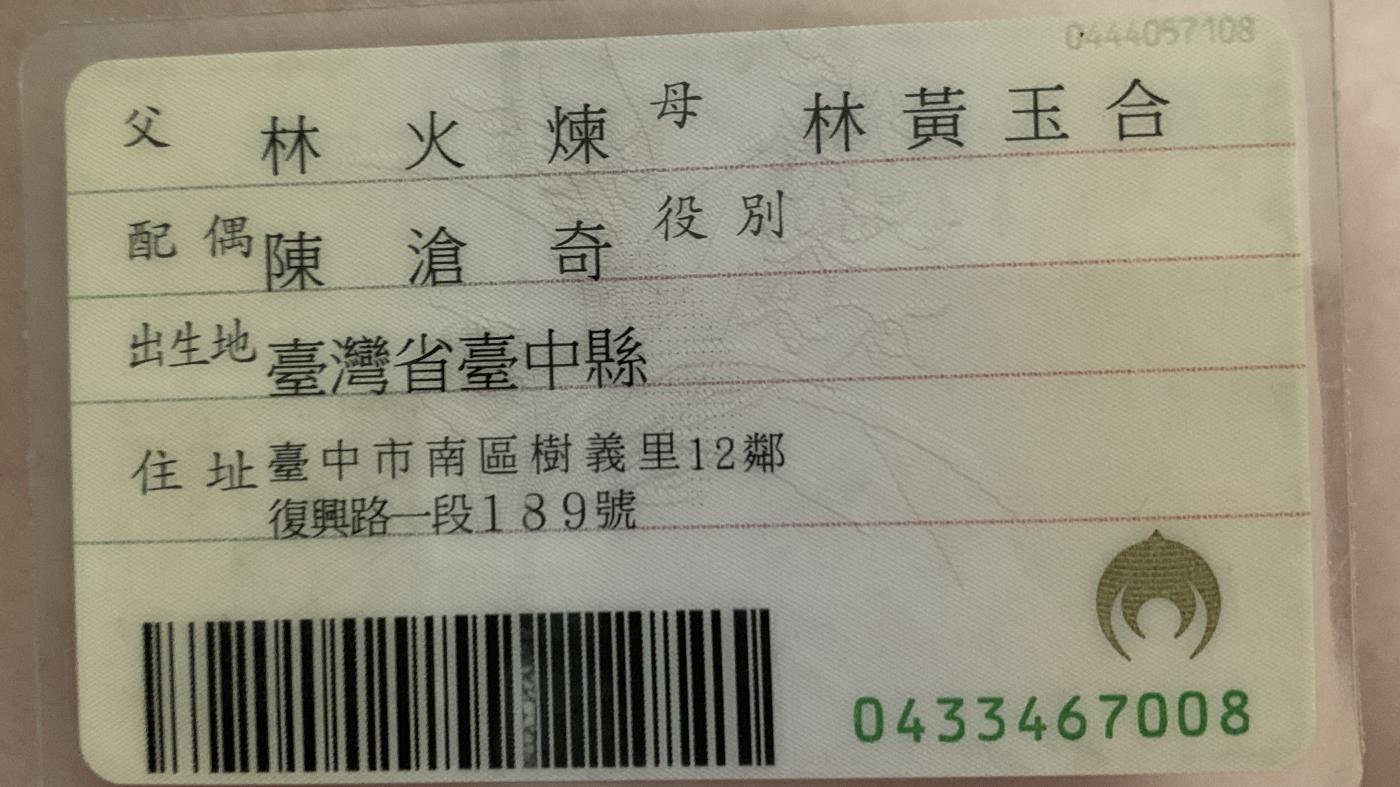 0444057108
父 林火煉 母 林黃玉合
配偶 陳滄奇 役別
出生地 臺灣省臺中縣
住址 臺中市南區樹義里12鄰
復興路一段189號
0433467008